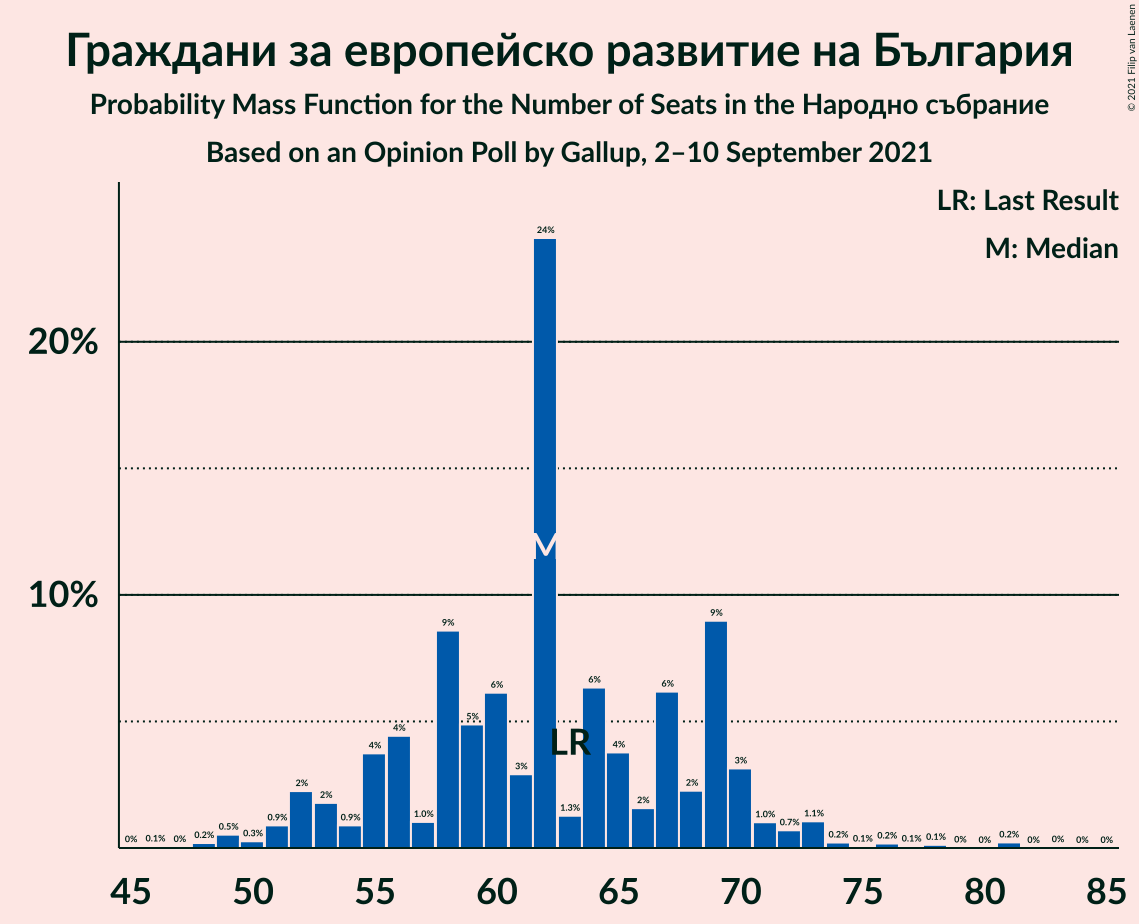 Граждани за европейско развитие на България
Probability Mass Function for the Number of Seats in the Народно събрание
Based on an Opinion Poll by Gallup, 2–10 September 2021
© 2021 Filip van Laenen
LR: Last Result
M: Median
20%
10%
0% 0.1% 0% 0.2% 0.5% 0.3% 0.9% 2% 2% 0.9% 4% 4% 1.0% 9% 5% 6% 3% 24% 1.3% 6% 4% 2% 6% 2% 9% 3% 1.0% 0.7% 1.1% 0.2% 0.1% 0.2% 0.1% 0.1% 0% 0% 0.2% 0% 0% 0% 0%
M
LR
45 50 55 60 65 70 75 80 85